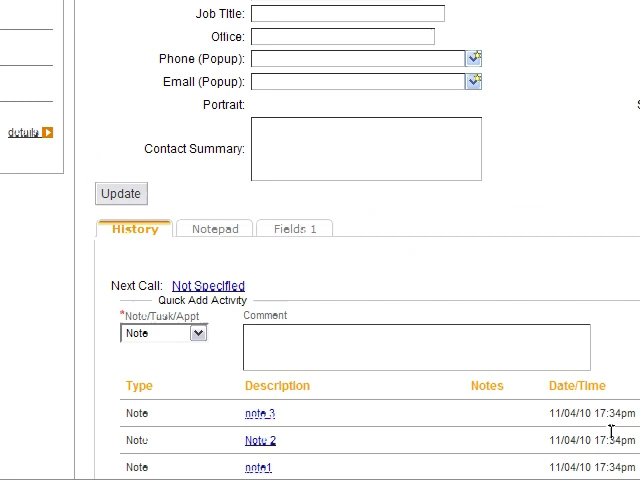 Job Title:
Office:
Phone (Popup):
Email (Popup):
Portrait:
details
Contact Summary:
Update
History Notepad Fields 1
Next Call: Not Specified
Quick Add Activity
*Note/Task/Appt Comment
Note
Type Description Notes Date/Time
Note note 3 11/04/10 17:34pm
Note Note 2 11/04/10 17:34pm
Note note1 11/04/10 17:34pm